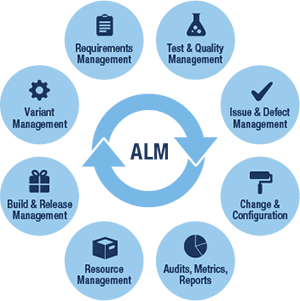 Requirements
Management
Test & Quality
Management
Variant
Management
Issue & Defect
Management
ALM
Build & Release
Management
Change &
Configuration
Resource
Management
Audits, Metrics,
Reports